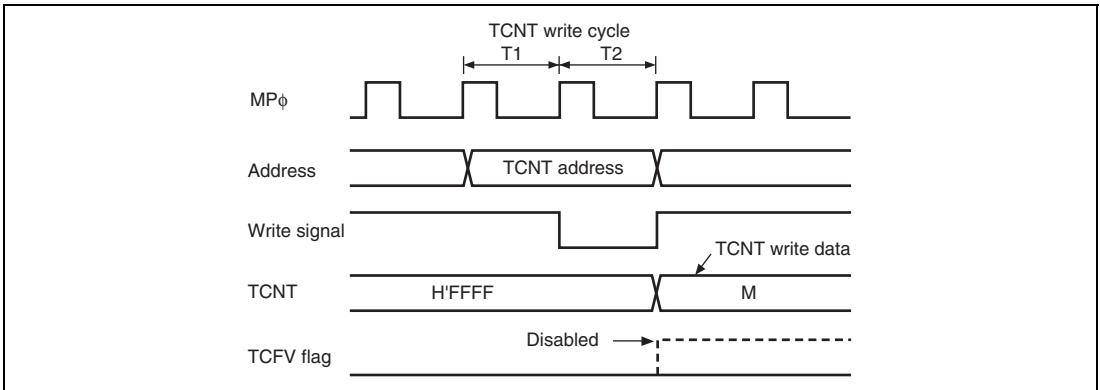 TCNT write cycle
T1 T2
MPϕ
Address TCNT address
Write signal
TCNT write data
TCNT H'FFFF M
Disabled
TCFV flag